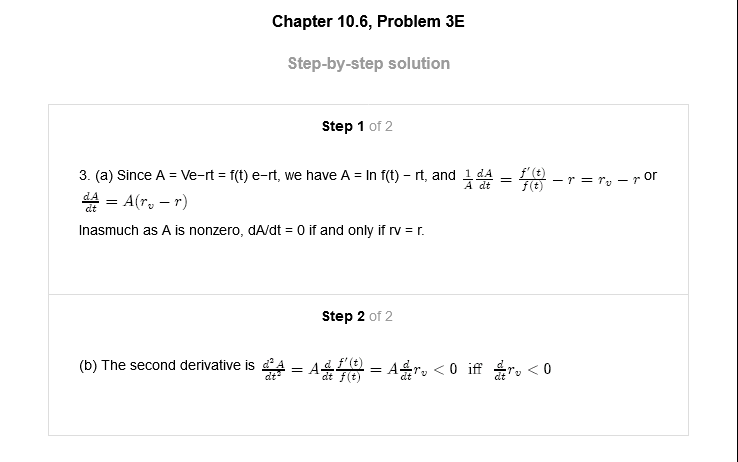 Chapter 10.6, Problem 3E
Step-by-step solution
Step 1 of 2
3. (a) Since A = Ve−rt = f(t) e−rt, we have A = ln f(t) − rt, and $\frac{1}{A}\frac{dA}{dt} = \frac{f'(t)}{f(t)} - r = r_v - r$ or
$\frac{dA}{dt} = A(r_v - r)$
Inasmuch as A is nonzero, dA/dt = 0 if and only if rv = r.
Step 2 of 2
(b) The second derivative is $\frac{d^2 A}{dt^2} = A\frac{d}{dt}\frac{f'(t)}{f(t)} = A\frac{d}{dt}r_v < 0$ iff $\frac{d}{dt}r_v < 0$